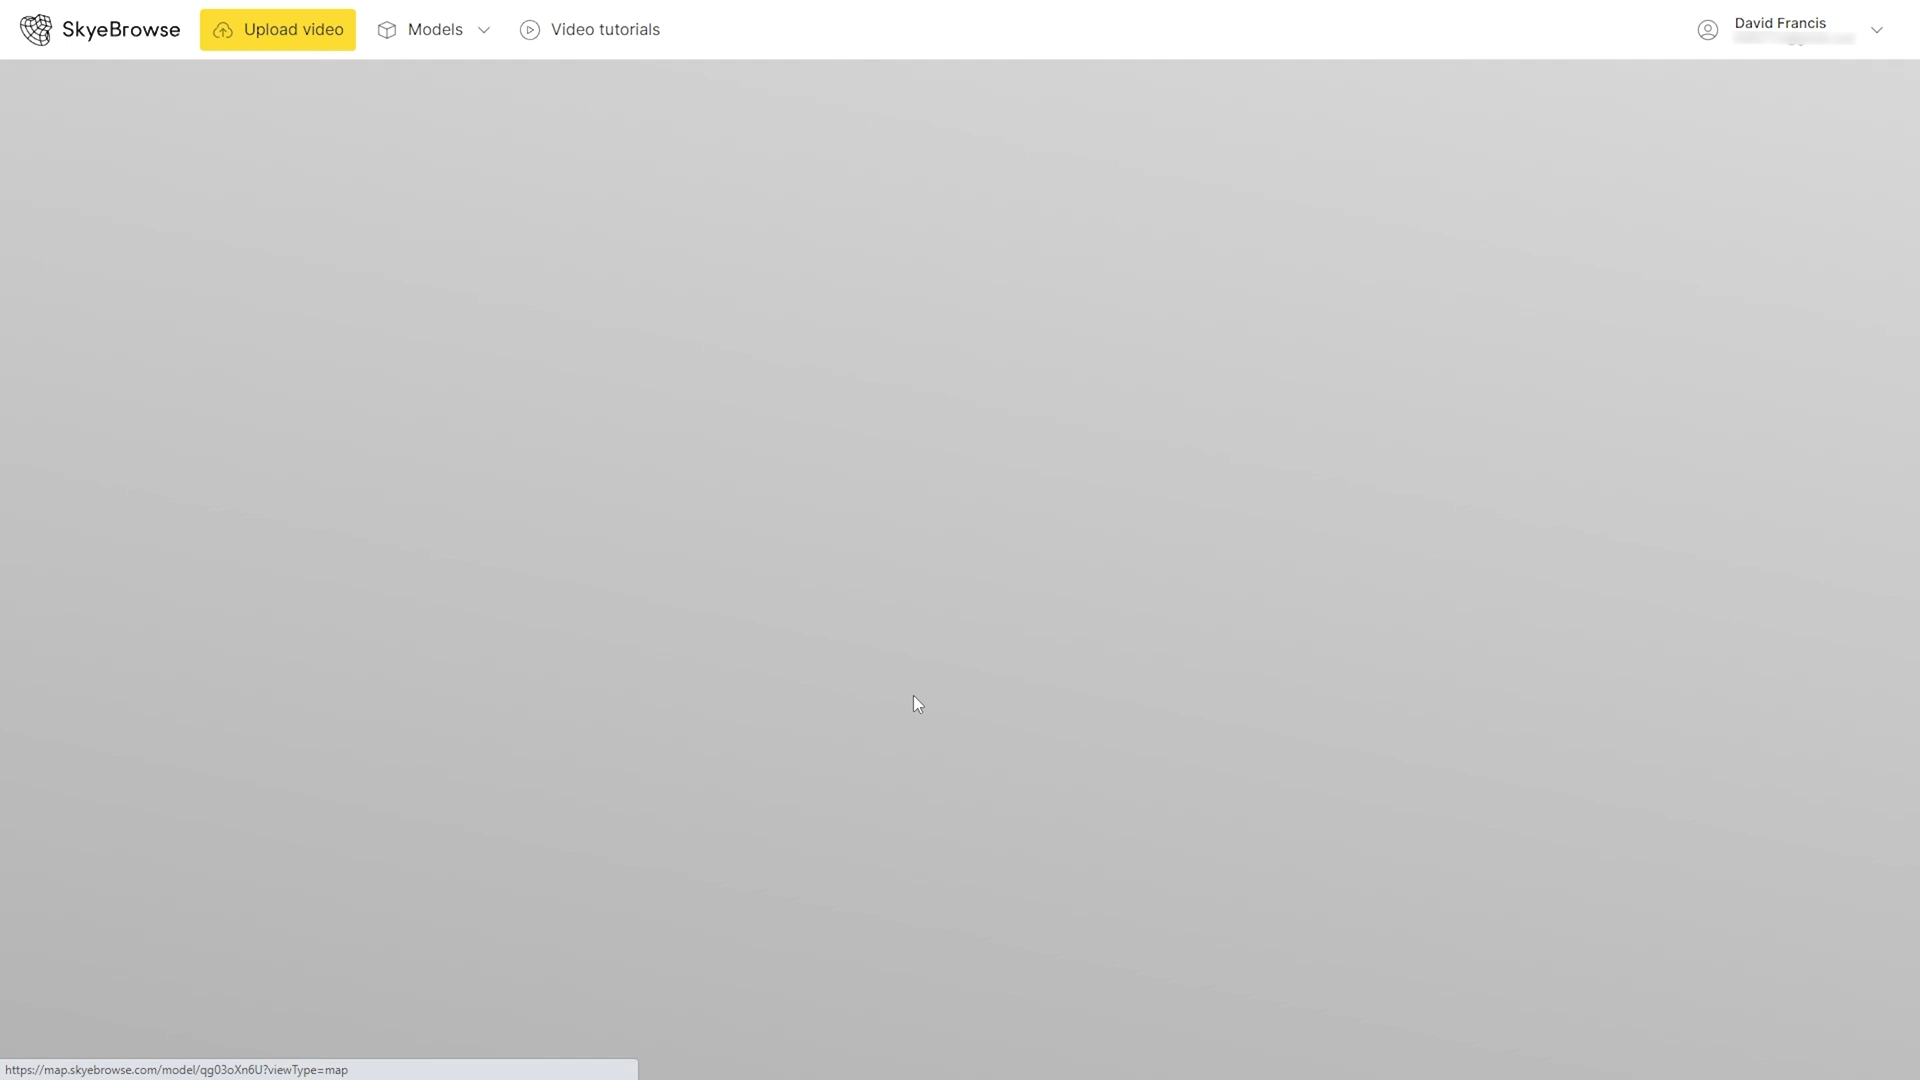 SkyeBrowse
Upload video
Models
Video tutorials
David Francis
https://map.skyebrowse.com/model/qg03oXn6U?viewType=map